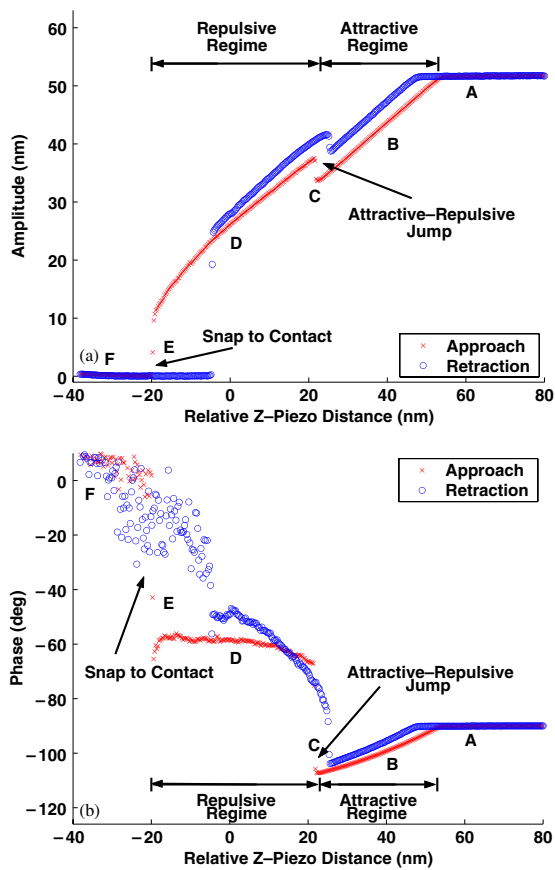 Repulsive Attractive
Regime Regime
60
50
40
30
20
10
0
Amplitude (nm)
A
B
C
D
E
F
Attractive–Repulsive
Jump
Snap to Contact
(a)
Approach
Retraction
−40 −20 0 20 40 60 80
Relative Z–Piezo Distance (nm)
0
−20
−40
−60
−80
−100
−120
Phase (deg)
Approach
Retraction
F
E
D
Snap to Contact
Attractive–Repulsive
Jump
C
B
A
Repulsive Attractive
Regime Regime
(b)
−40 −20 0 20 40 60 80
Relative Z–Piezo Distance (nm)